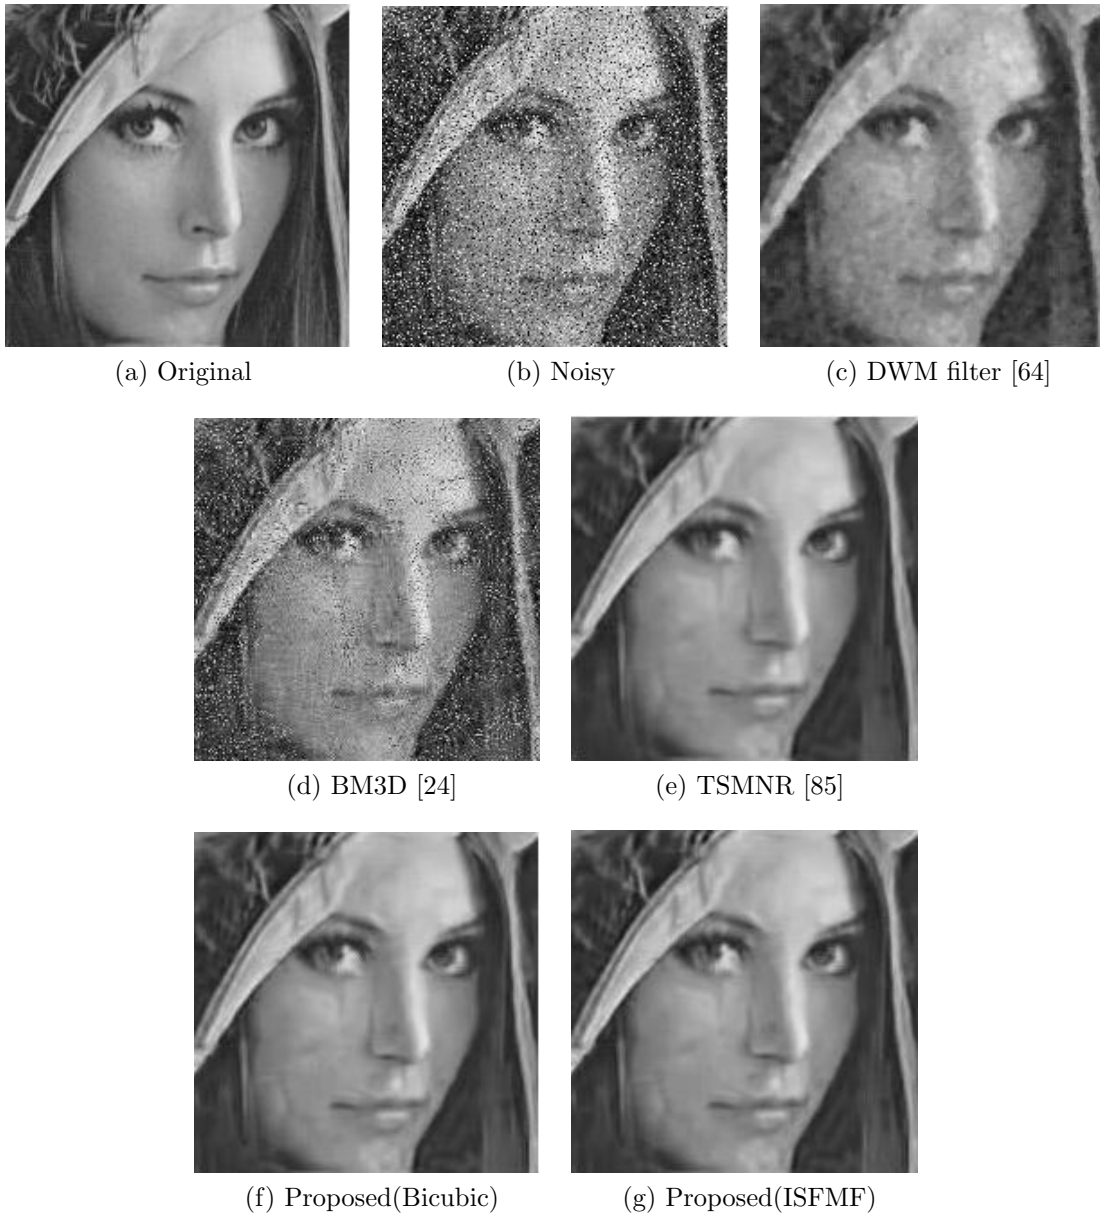 (a) Original
(b) Noisy
(c) DWM filter [64]
(d) BM3D [24]
(e) TSMNR [85]
(f) Proposed(Bicubic)
(g) Proposed(ISFMF)